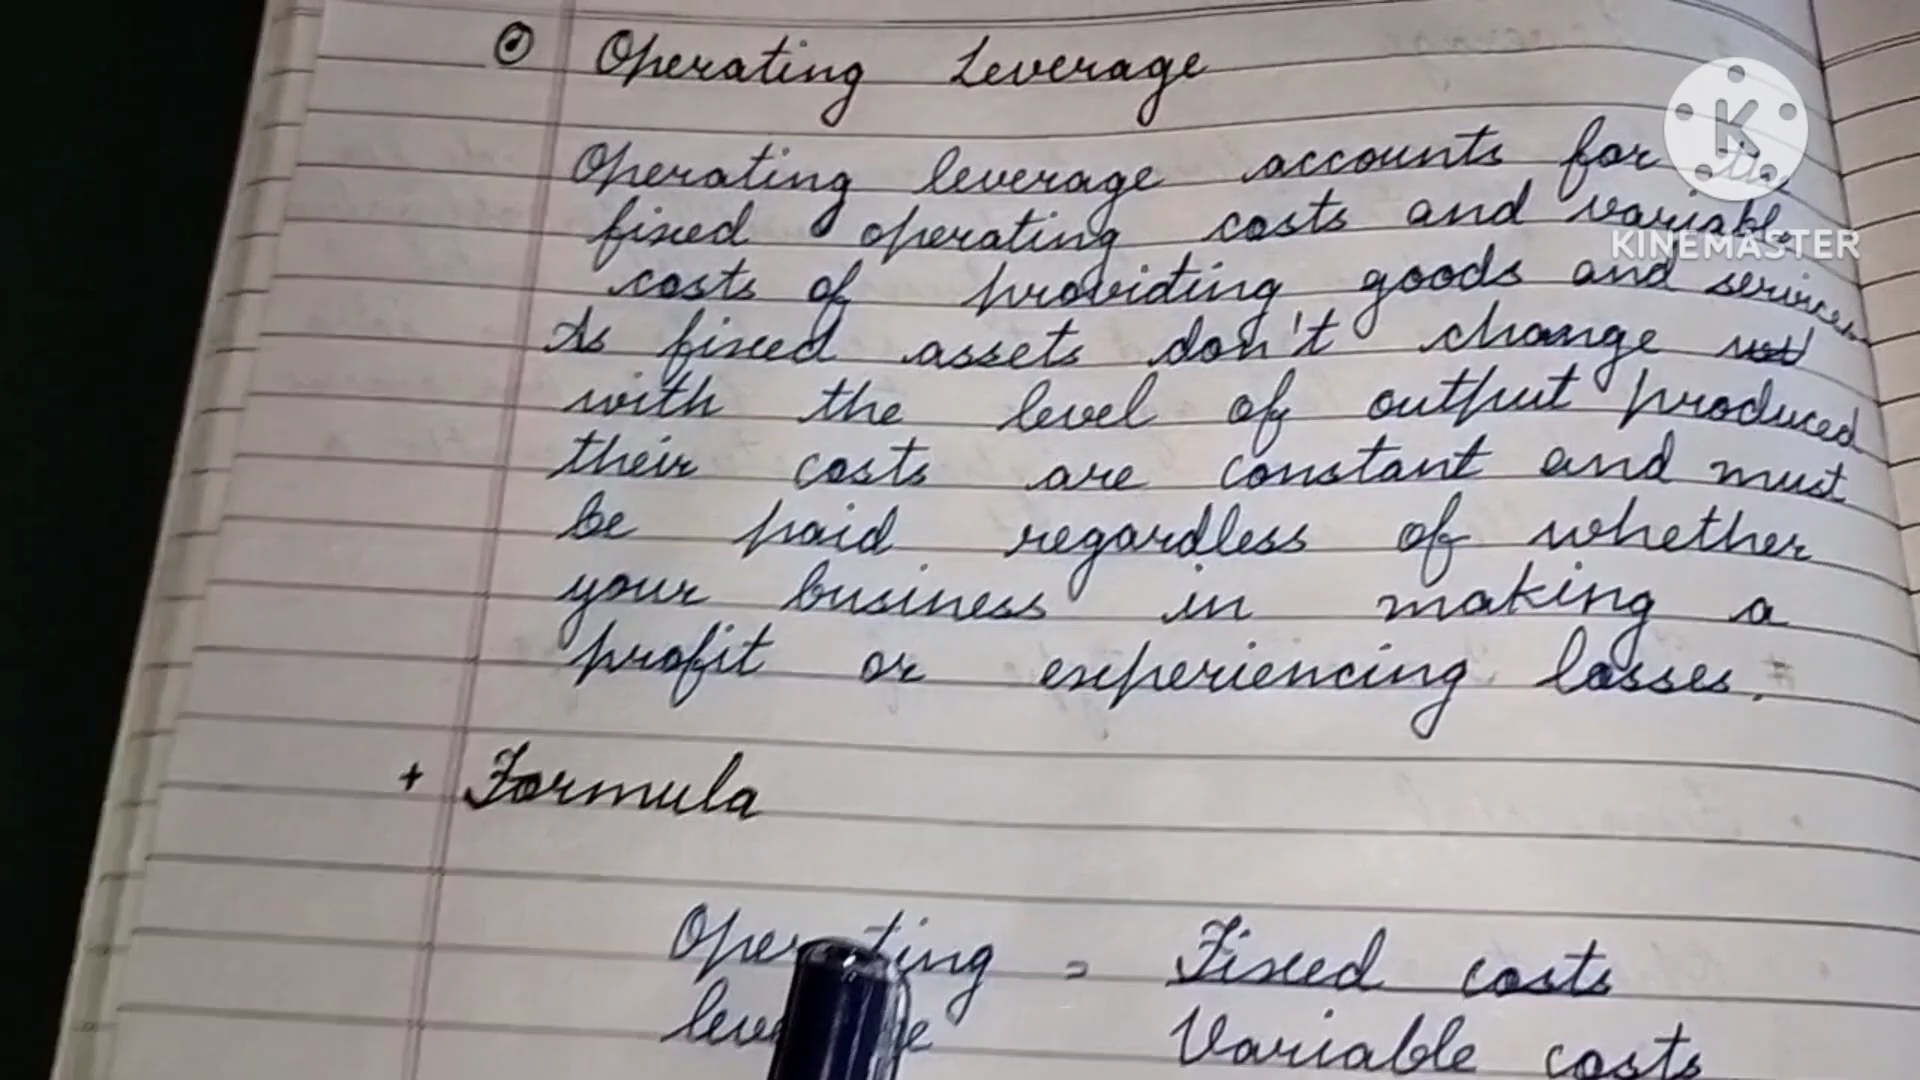 Operating Leverage
Operating leverage accounts for
fixed operating costs and variable
costs of providing goods and services
As fixed assets don't change
with the level of output produced
their costs are constant and must
be paid regardless of whether
your business in making a
profit or experiencing losses.
+ Formula
Operating = Fixed costs
leverage Variable costs
K
KINEMASTER